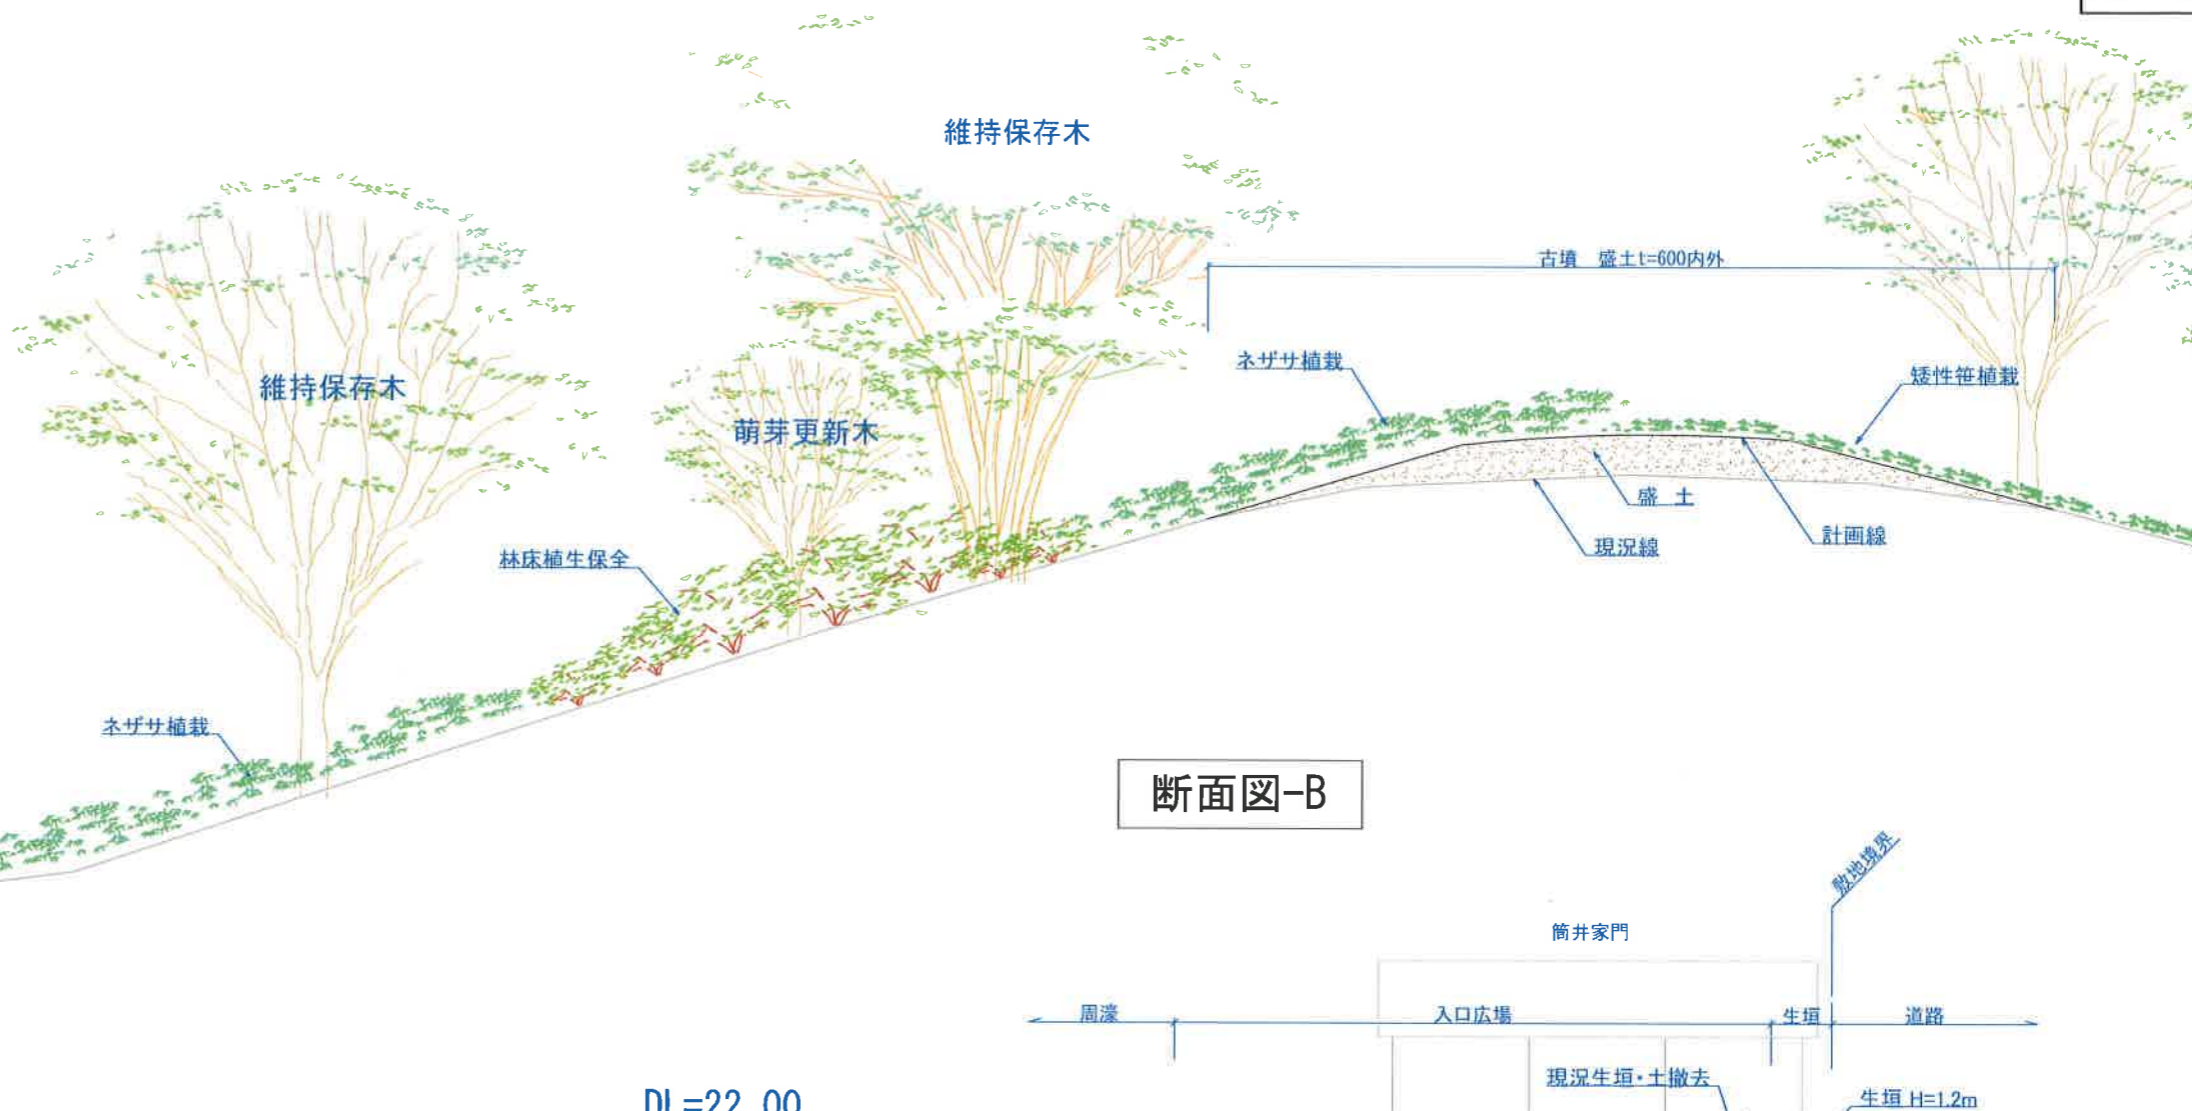 維持保存木
古墳 盛土t=600内外
ネザサ植栽
矮性笹植栽
維持保存木
萌芽更新木
盛 土
計画線
現況線
林床植生保全
ネザサ植栽
断面図-B
敷地境界
筒井家門
周濠
入口広場
生垣
道路
現況生垣・土撤去
生垣 H=1.2m
DL=22.00